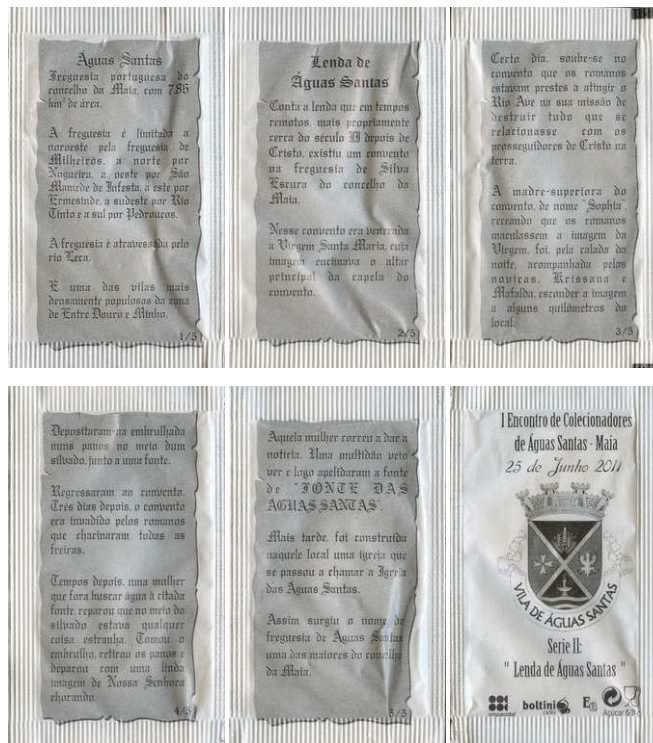 Águas Santas
Freguesia portuguesa do
concelho da Maia, com 7,85
km² de área.
A freguesia é limitada a
noroeste pela freguesia de
Milheirós, a norte por
Nogueira, a oeste por São
Mamede de Infesta, a este por
Ermesinde, a sudeste por Rio
Tinto e a sul por Pedrouços.
A freguesia é atravessada pelo
rio Leça.
É uma das vilas mais
densamente populosas da zona
de Entre Douro e Minho.
1/5
Lenda de
Águas Santas
Conta a lenda que em tempos
remotos, mais propriamente
cerca do século II depois de
Cristo, existiu um convento
na freguesia de Silva
Escura do concelho da
Maia.
Nesse convento era venerada
a Virgem Santa Maria, cuja
imagem encimava o altar
principal da capela do
convento.
2/5
Certo dia, soube-se no
convento que os romanos
estavam prestes a atingir o
Rio Ave na sua missão de
destruir tudo que se
relacionasse com os
prosseguidores de Cristo na
terra.
A madre-superiora do
convento, de nome "Sophia",
receando que os romanos
maculassem a imagem da
Virgem, foi, pela calada da
noite, acompanhada pelas
noviças, Krissana e
Mafalda, esconder a imagem
a alguns quilómetros do
local.
3/5
Depositaram-na embrulhada
nuns panos no meio dum
silvado, junto a uma fonte.
Regressaram ao convento.
Três dias depois, o convento
era invadido pelos romanos
que chacinaram todas as
freiras.
Tempos depois, uma mulher
que fora buscar água à citada
fonte, reparou que no meio do
silvado estava qualquer
coisa estranha. Tomou o
embrulho, retirou os panos e
deparou com uma linda
imagem de Nossa Senhora
chorando.
4/5
Aquela mulher correu a dar a
notícia. Uma multidão veio
ver e logo apelidaram a fonte
de "FONTE DAS
ÁGUAS SANTAS".
Mais tarde, foi construída
naquele local uma igreja que
se passou a chamar a Igreja
das Águas Santas.
Assim surgiu o nome da
freguesia de Águas Santas
uma das maiores do concelho
da Maia.
5/5
I Encontro de Colecionadores
de Águas Santas - Maia
25 de Junho 2011
VILA DE ÁGUAS SANTAS
Serie II:
" Lenda de Águas Santas "
boltini
cafés
Açúcar 6/8 g